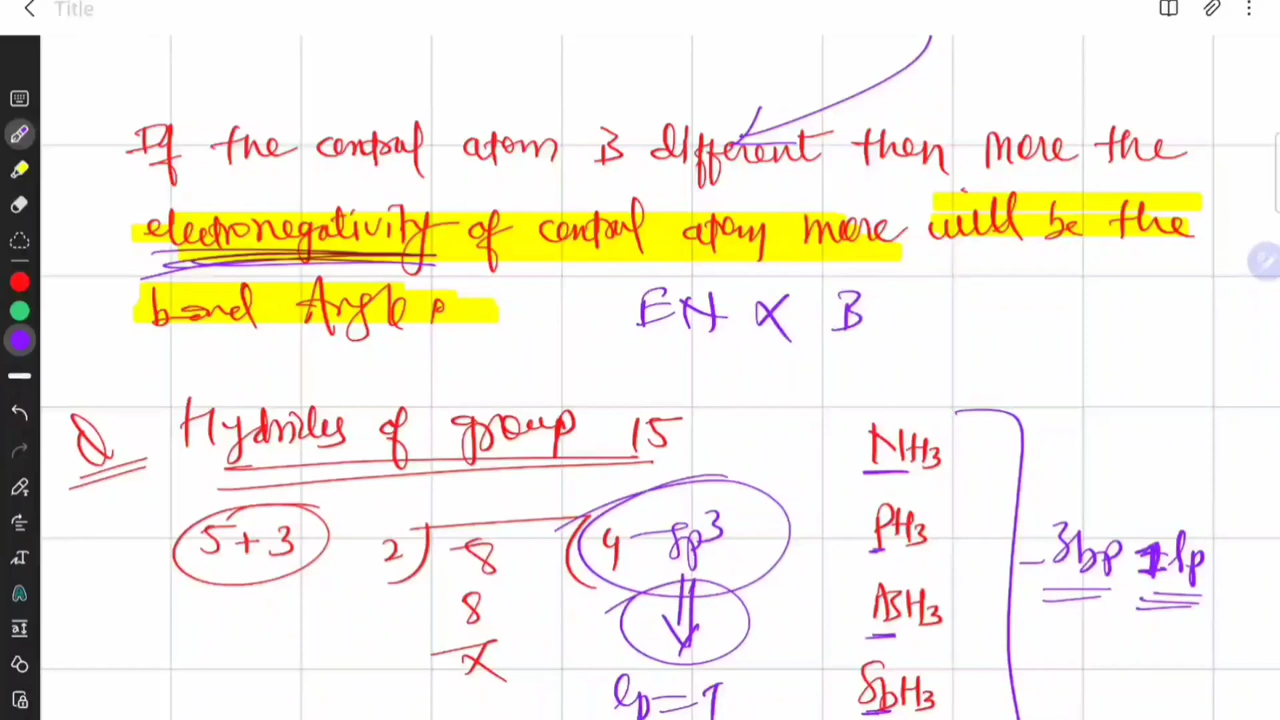 Title
If the central atom is different then more the
electronegativity of central atom more will be the
bond Angle.
EN ∝ B
Q Hydrides of group 15
NH3
5+3 2) 8 (4 - sp3
PH3
3bp 1lp
8
AsH3
x
lp = 1
SbH3